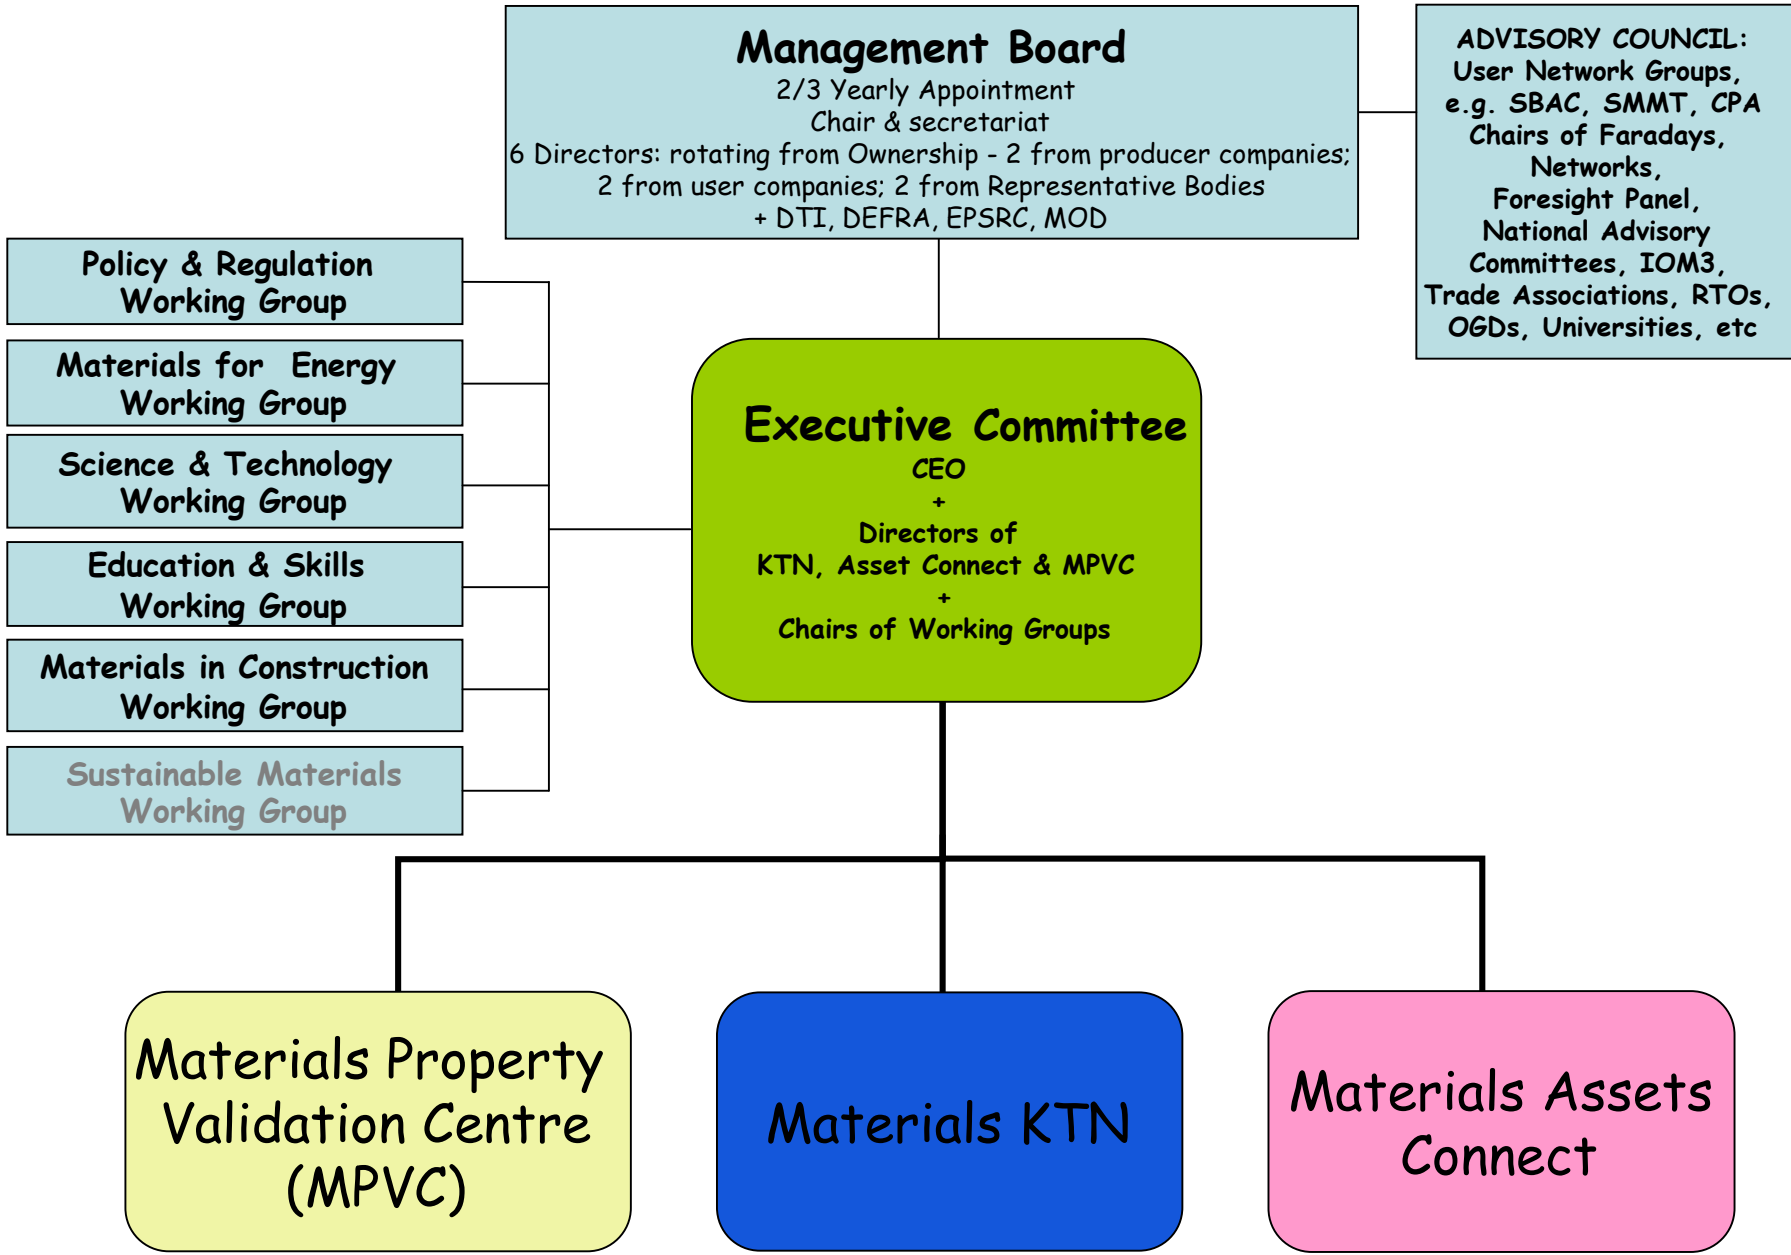 Management Board
2/3 Yearly Appointment
Chair & secretariat
6 Directors: rotating from Ownership - 2 from producer companies;
2 from user companies; 2 from Representative Bodies
+ DTI, DEFRA, EPSRC, MOD
ADVISORY COUNCIL:
User Network Groups,
e.g. SBAC, SMMT, CPA
Chairs of Faradays,
Networks,
Foresight Panel,
National Advisory
Committees, IOM3,
Trade Associations, RTOs,
OGDs, Universities, etc
Policy & Regulation
Working Group
Materials for Energy
Working Group
Science & Technology
Working Group
Education & Skills
Working Group
Materials in Construction
Working Group
Sustainable Materials
Working Group
Executive Committee
CEO
+
Directors of
KTN, Asset Connect & MPVC
+
Chairs of Working Groups
Materials Property
Validation Centre
(MPVC)
Materials KTN
Materials Assets
Connect